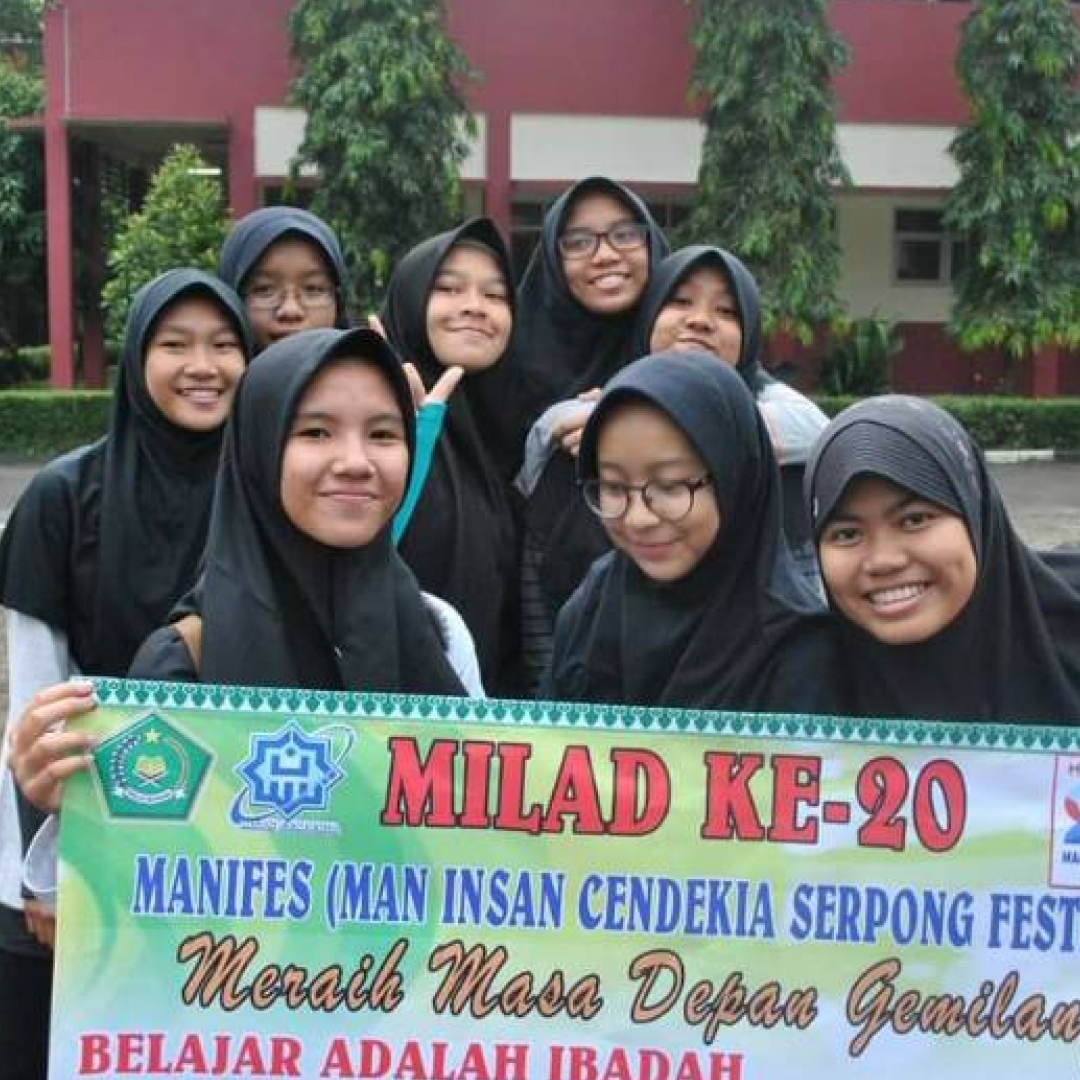 MILAD KE-20
MANIFES (MAN INSAN CENDEKIA SERPONG FEST
Meraih Masa Depan Gemilan
BELAJAR ADALAH IBADAH